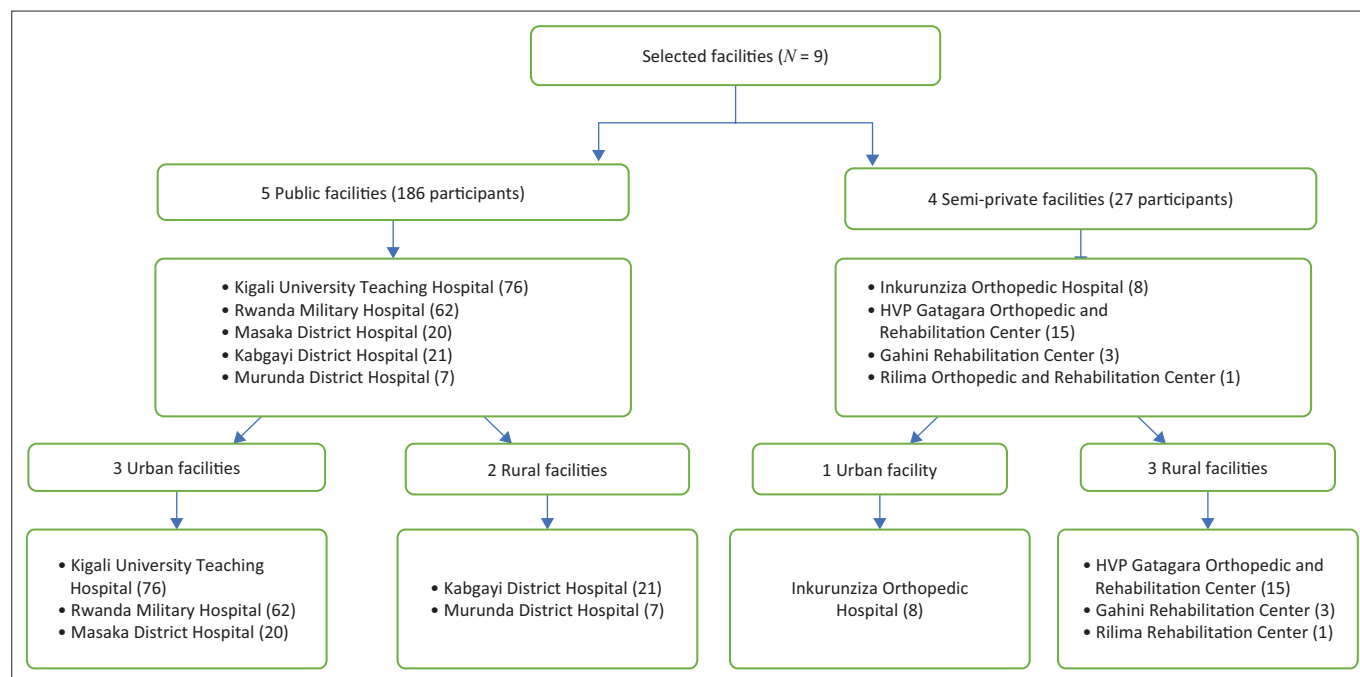 Selected facilities (N = 9)
5 Public facilities (186 participants)
4 Semi-private facilities (27 participants)
• Kigali University Teaching Hospital (76)
• Rwanda Military Hospital (62)
• Masaka District Hospital (20)
• Kabgayi District Hospital (21)
• Murunda District Hospital (7)
• Inkurunziza Orthopedic Hospital (8)
• HVP Gatagara Orthopedic and
Rehabilitation Center (15)
• Gahini Rehabilitation Center (3)
• Rilima Orthopedic and Rehabilitation Center (1)
3 Urban facilities
2 Rural facilities
1 Urban facility
3 Rural facilities
• Kigali University Teaching
Hospital (76)
• Rwanda Military Hospital (62)
• Masaka District Hospital (20)
• Kabgayi District Hospital (21)
• Murunda District Hospital (7)
Inkurunziza Orthopedic
Hospital (8)
• HVP Gatagara Orthopedic and
Rehabilitation Center (15)
• Gahini Rehabilitation Center (3)
• Rilima Rehabilitation Center (1)